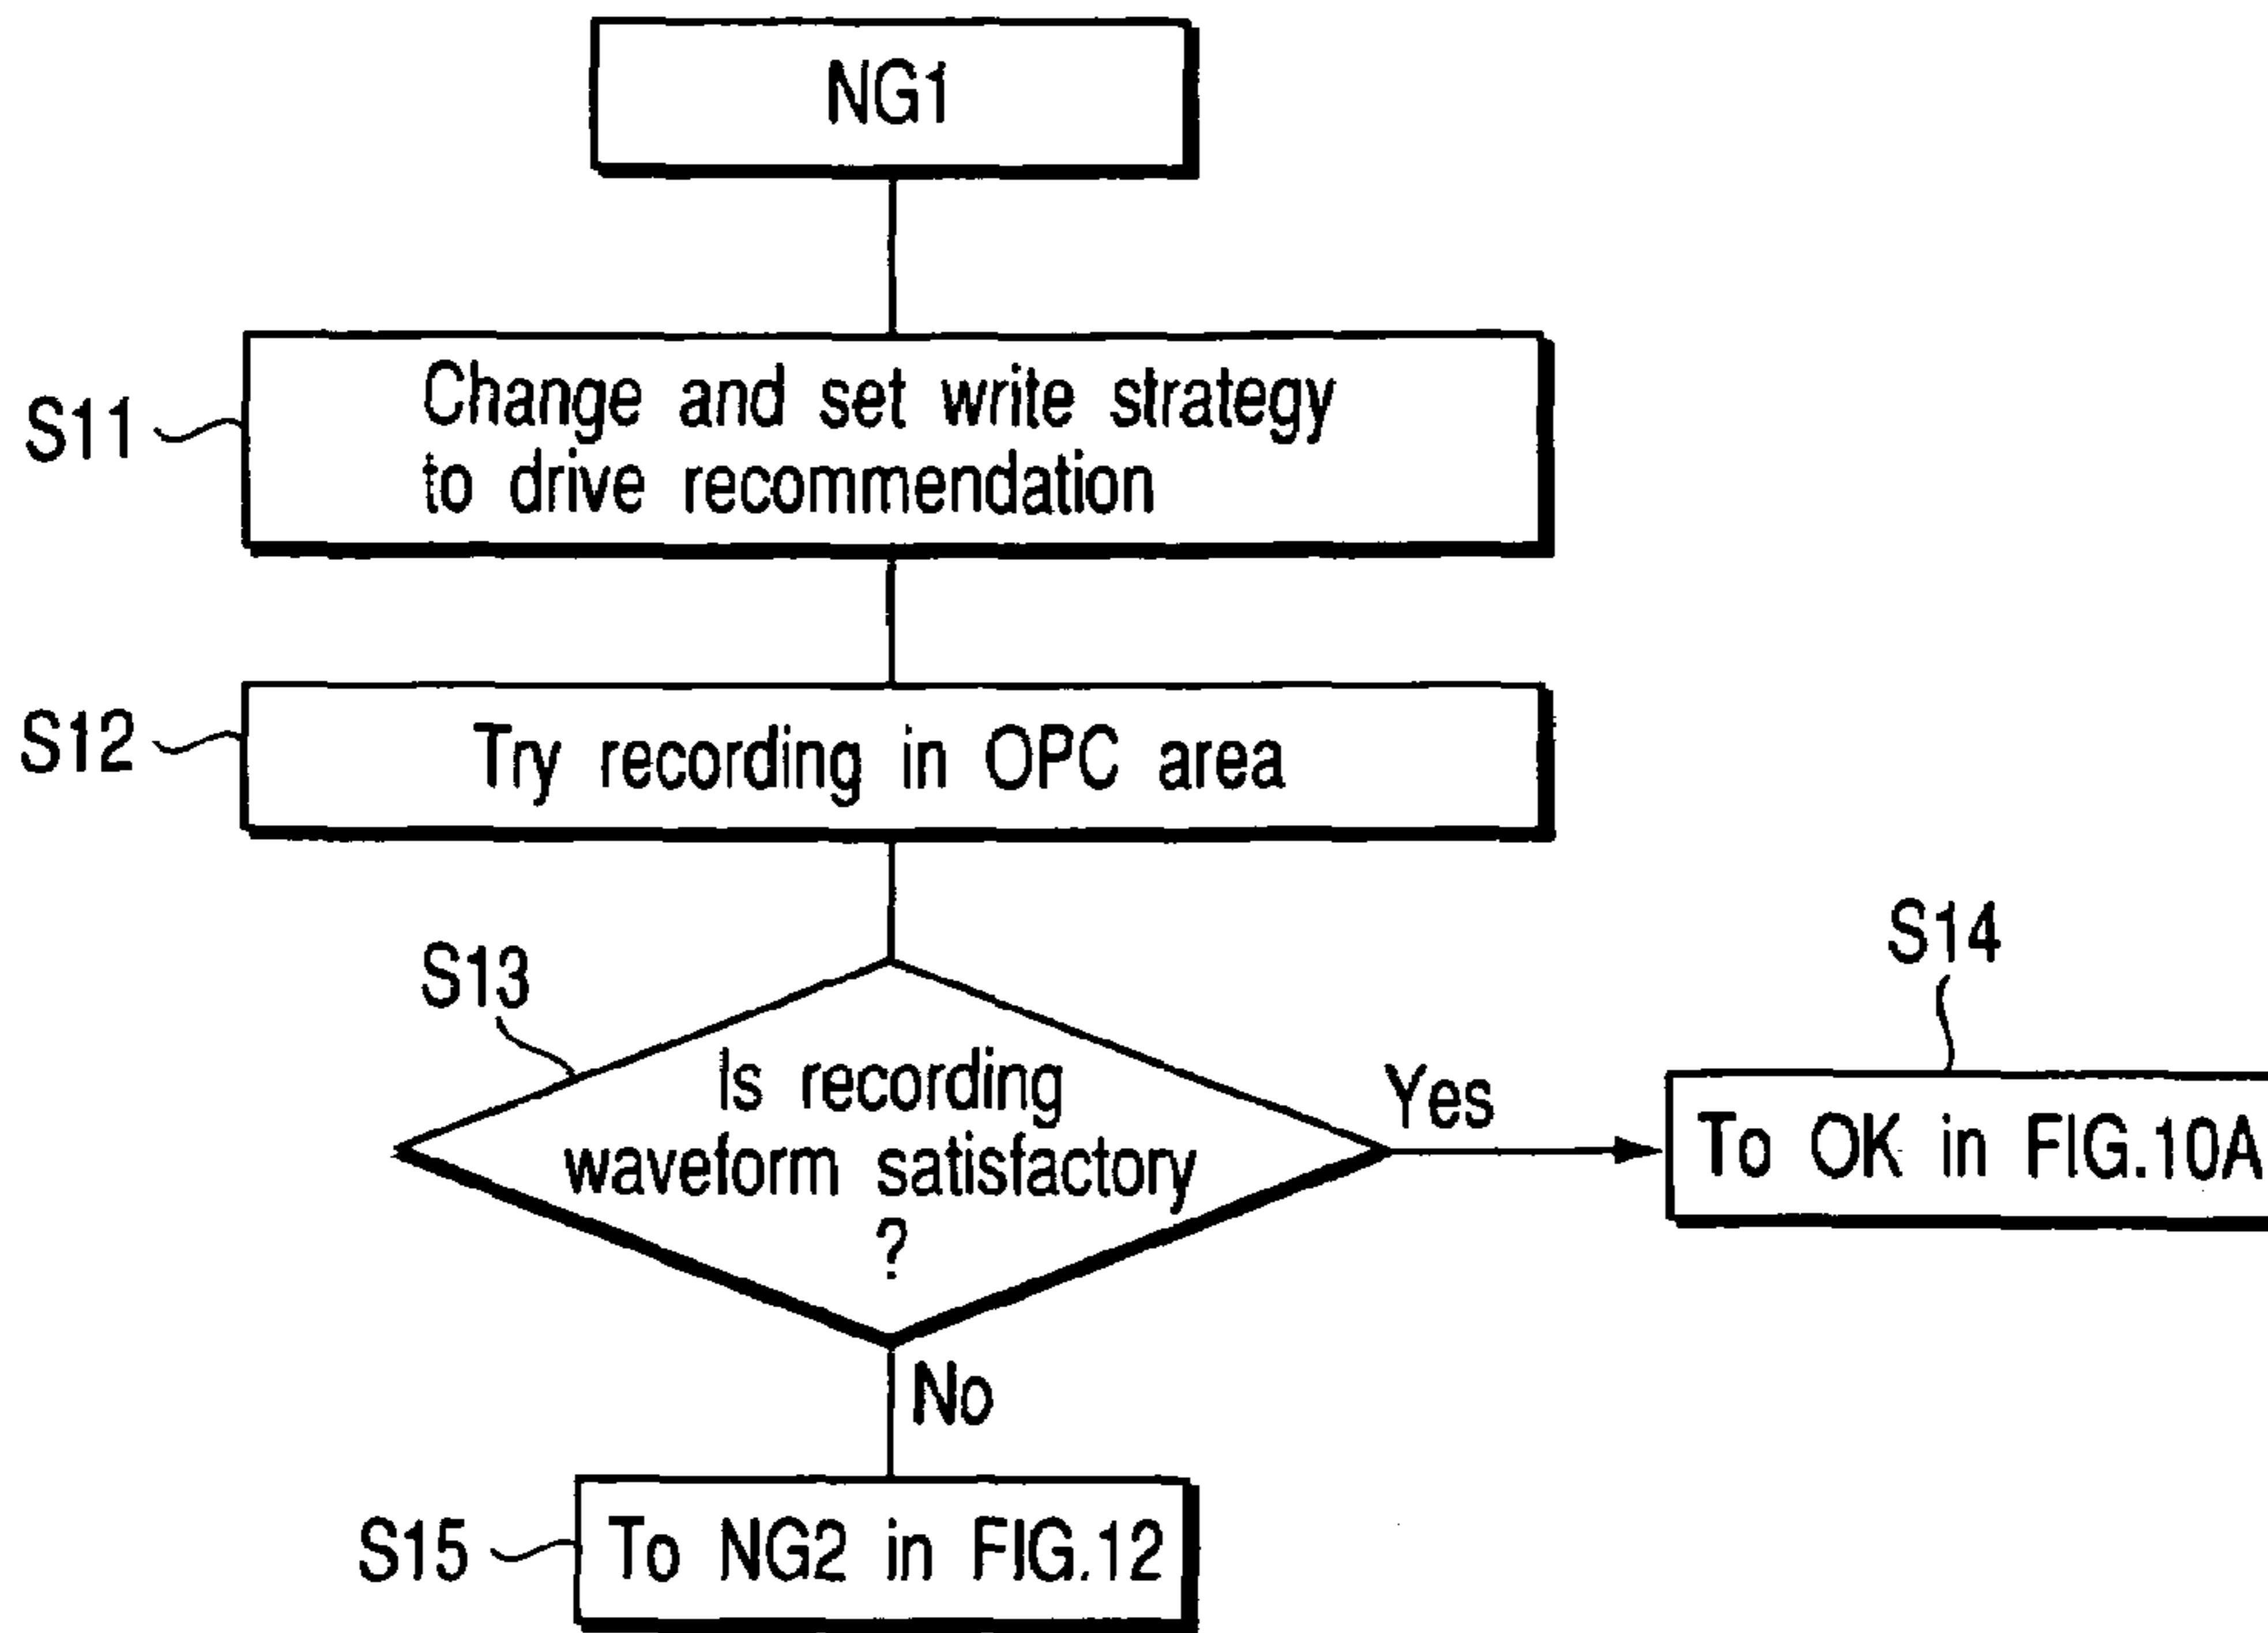 NG1
S11
Change and set write strategy
to drive recommendation
S12
Try recording in OPC area
S13
Is recording
waveform satisfactory
?
Yes
S14
To OK in FIG.10A
No
S15
To NG2 in FIG.12